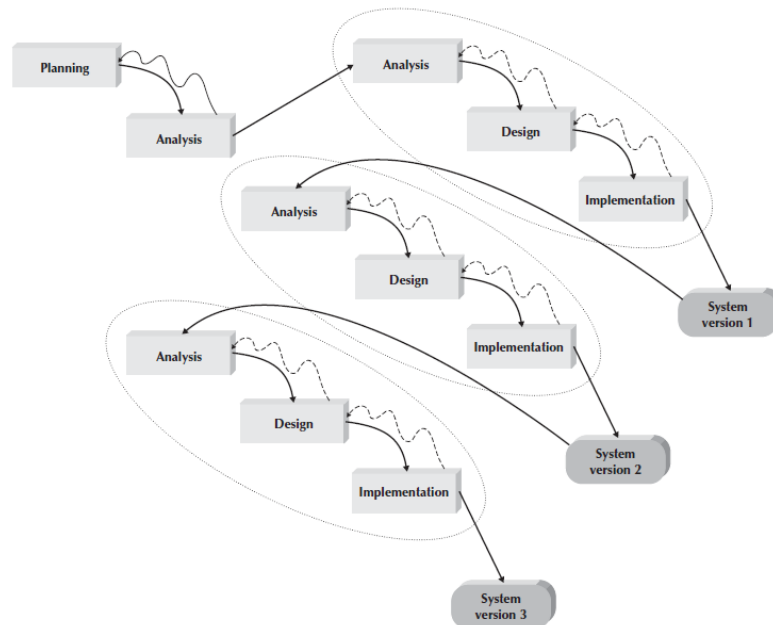 Planning
Analysis
Analysis
Design
Implementation
System
version 1
Analysis
Design
Implementation
System
version 2
Analysis
Design
Implementation
System
version 3